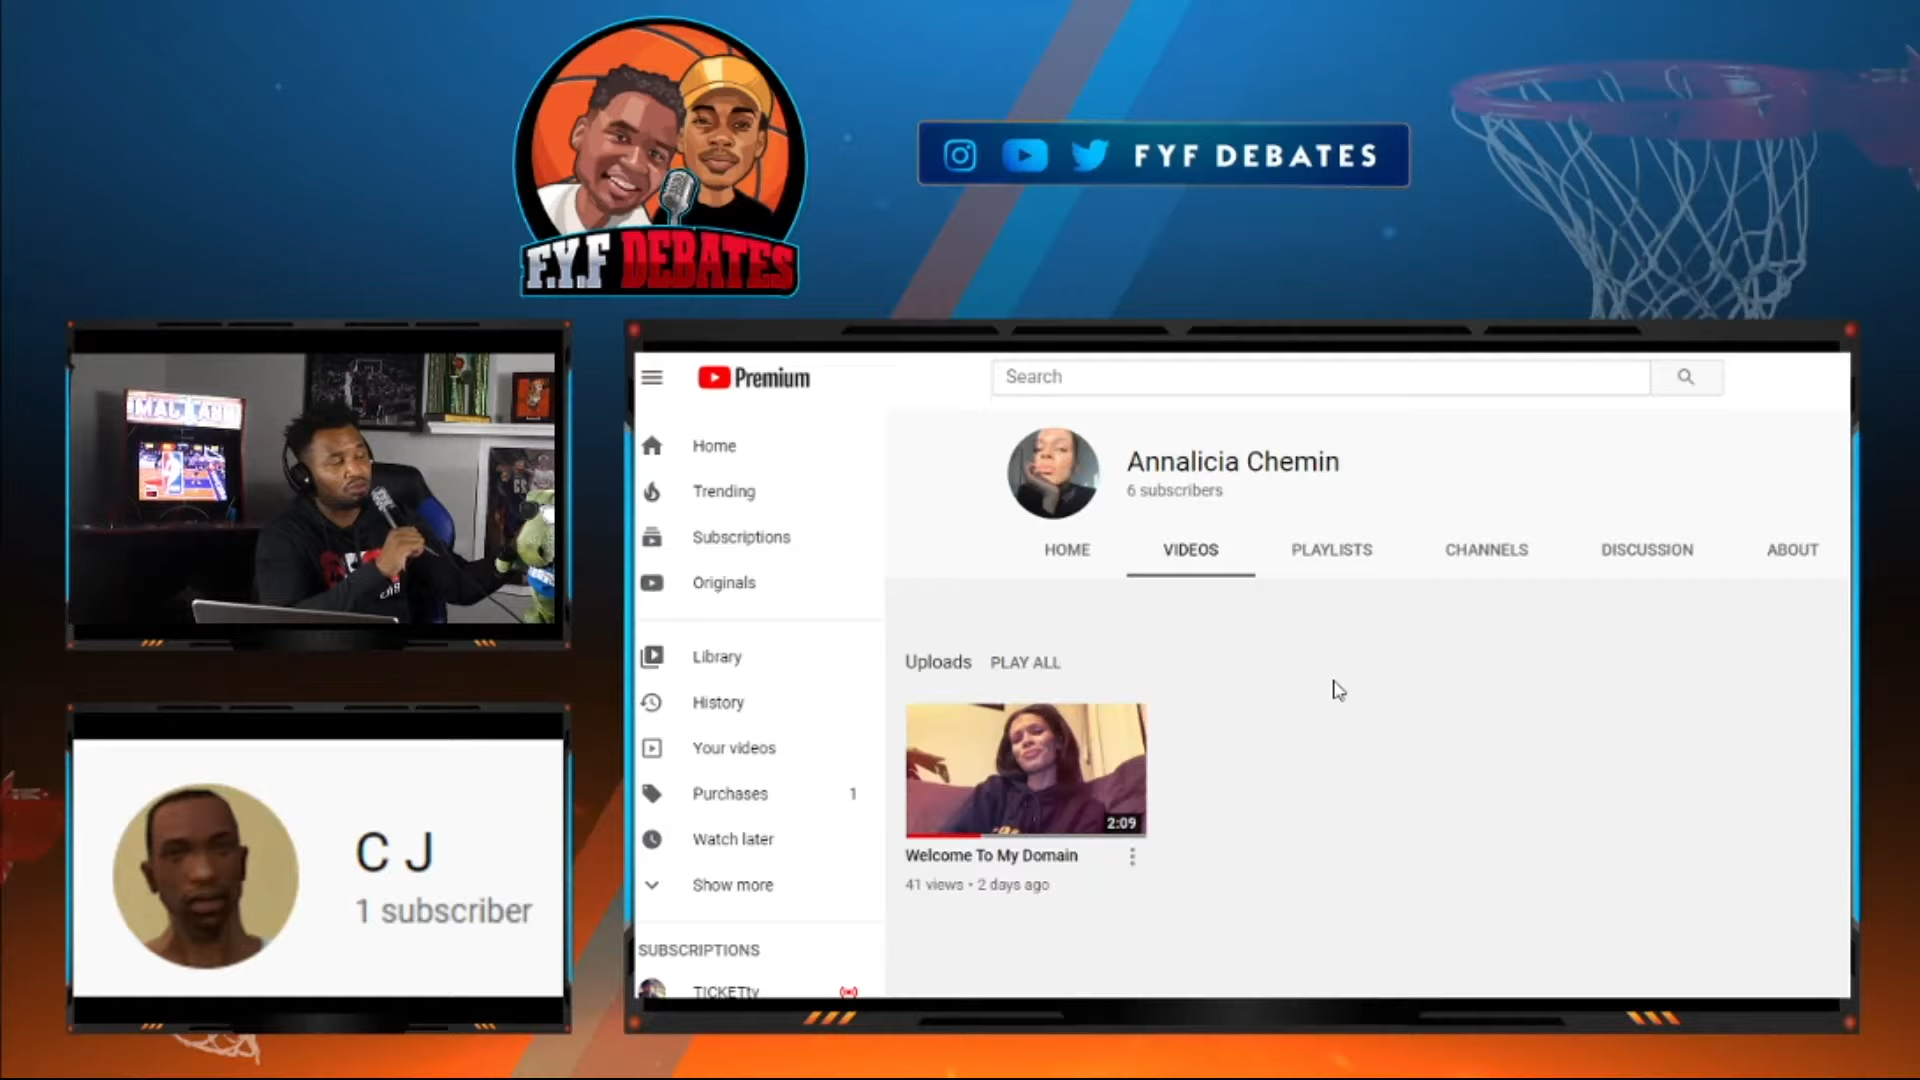 F.Y.F DEBATES
FYF DEBATES
Premium
Search
Home
Trending
Subscriptions
Originals
Library
History
Your videos
Purchases 1
Watch later
Show more
SUBSCRIPTIONS
TICKETtv
Annalicia Chemin
6 subscribers
HOME VIDEOS PLAYLISTS CHANNELS DISCUSSION ABOUT
Uploads PLAY ALL
2:09
Welcome To My Domain
41 views • 2 days ago
C J
1 subscriber